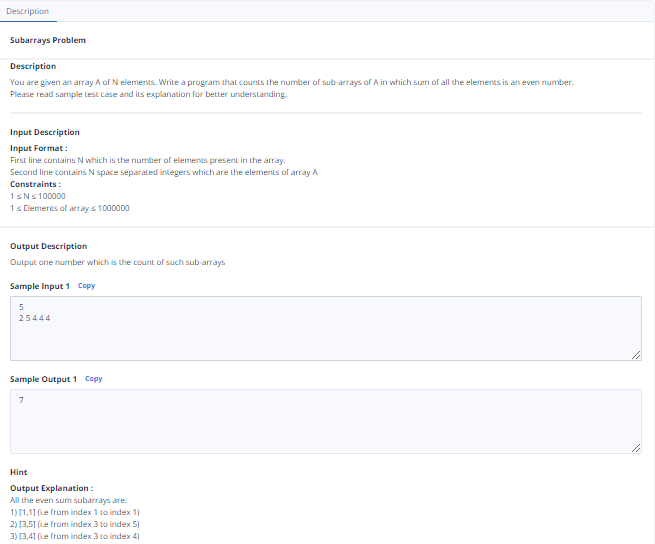 Description
Subarrays Problem
Description
You are given an array A of N elements. Write a program that counts the number of sub-arrays of A in which sum of all the elements is an even number.
Please read sample test case and its explanation for better understanding.
Input Description
Input Format :
First line contains N which is the number of elements present in the array.
Second line contains N space separated integers which are the elements of array A
Constraints :
1 ≤ N ≤ 100000
1 ≤ Elements of array ≤ 1000000
Output Description
Output one number which is the count of such sub-arrays
Sample Input 1 Copy
5
2 5 4 4 4
Sample Output 1 Copy
7
Hint
Output Explanation :
All the even sum subarrays are:
1) [1,1] (i.e from index 1 to index 1)
2) [3,5] (i.e from index 3 to index 5)
3) [3,4] (i.e from index 3 to index 4)